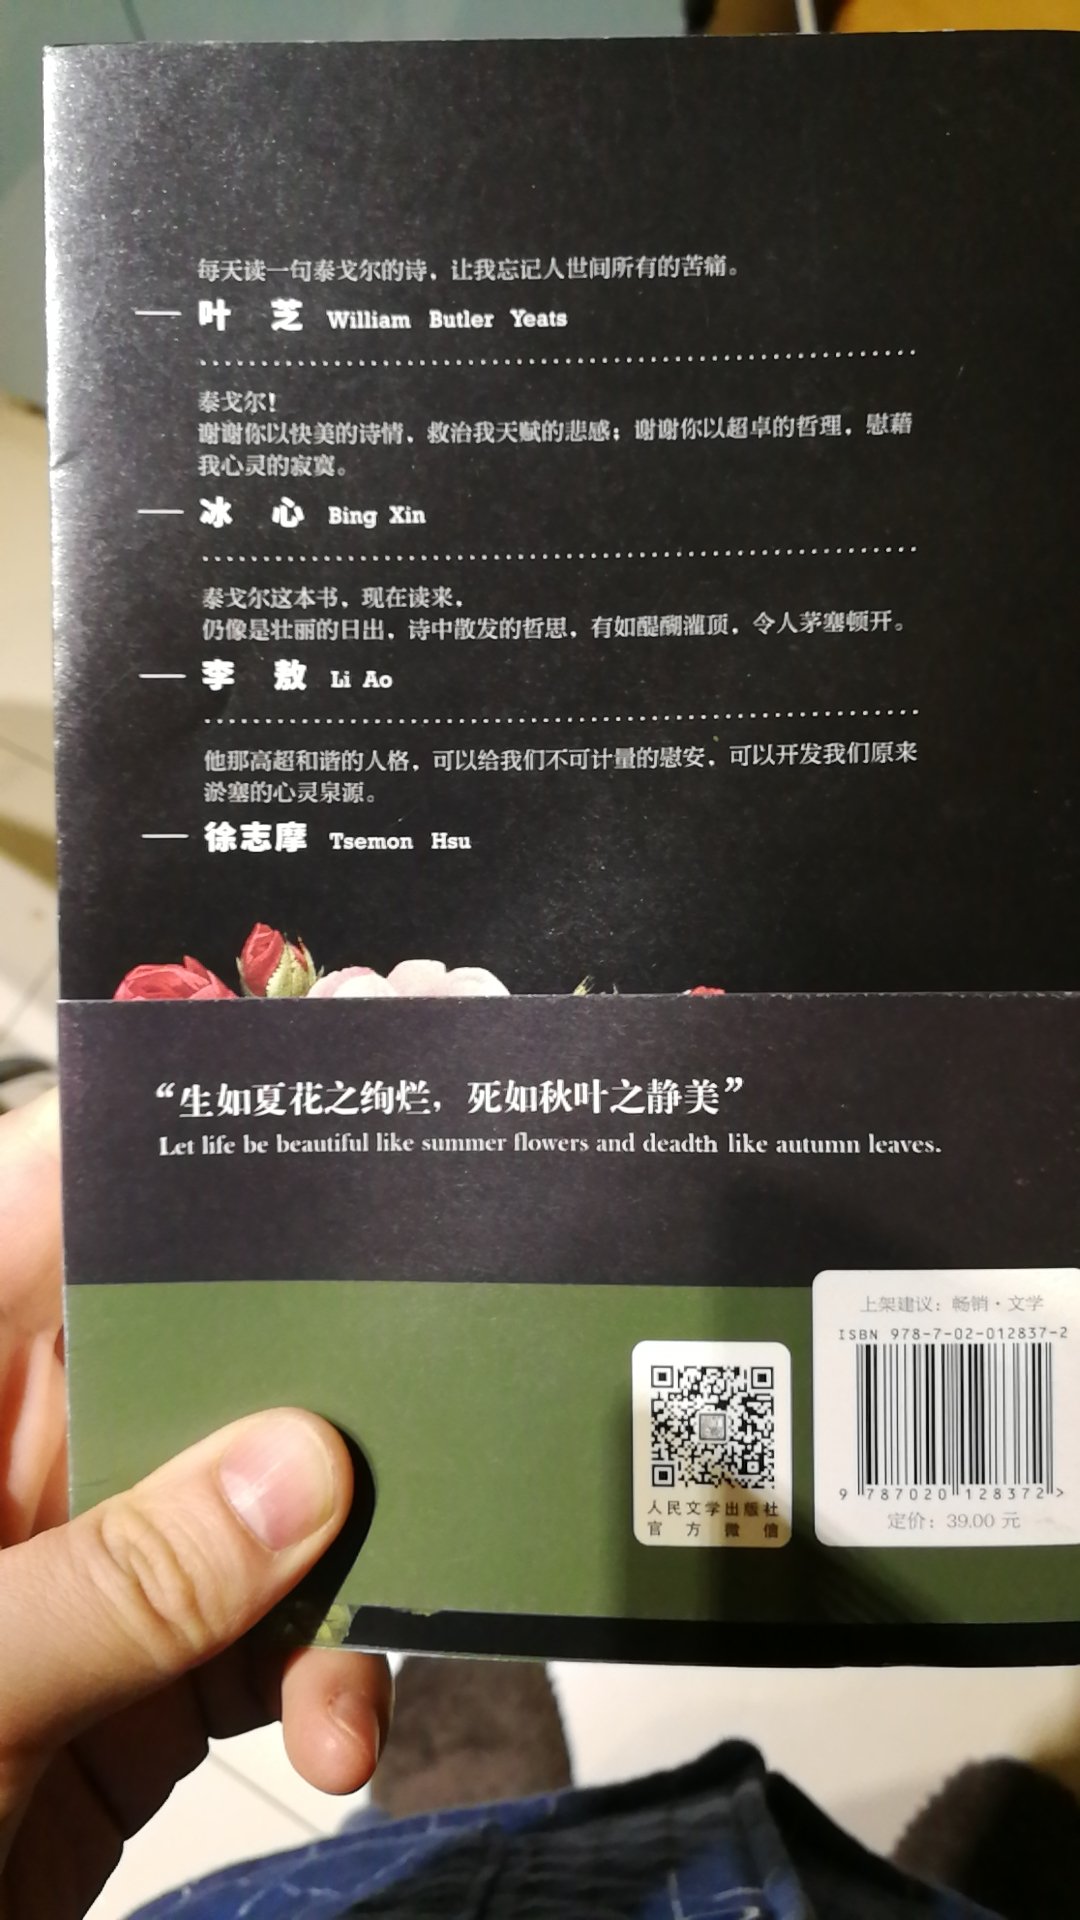 每天读一句泰戈尔的诗，让我忘记人世间所有的苦痛。
—— 叶 芝 William Butler Yeats
泰戈尔！
谢谢你以快美的诗情，救治我天赋的悲感；谢谢你以超卓的哲理，慰藉
我心灵的寂寞。
—— 冰 心 Bing Xin
泰戈尔这本书，现在读来，
仍像是壮丽的日出，诗中散发的哲思，有如醍醐灌顶，令人茅塞顿开。
—— 李 敖 Li Ao
他那高超和谐的人格，可以给我们不可计量的慰安，可以开发我们原来
淤塞的心灵泉源。
—— 徐志摩 Tsemon Hsu
“生如夏花之绚烂，死如秋叶之静美”
Let life be beautiful like summer flowers and deadth like autumn leaves.
上架建议：畅销·文学
ISBN 978-7-02-012837-2
9 787020 128372 >
定价：39.00 元
人民文学出版社
官方微信